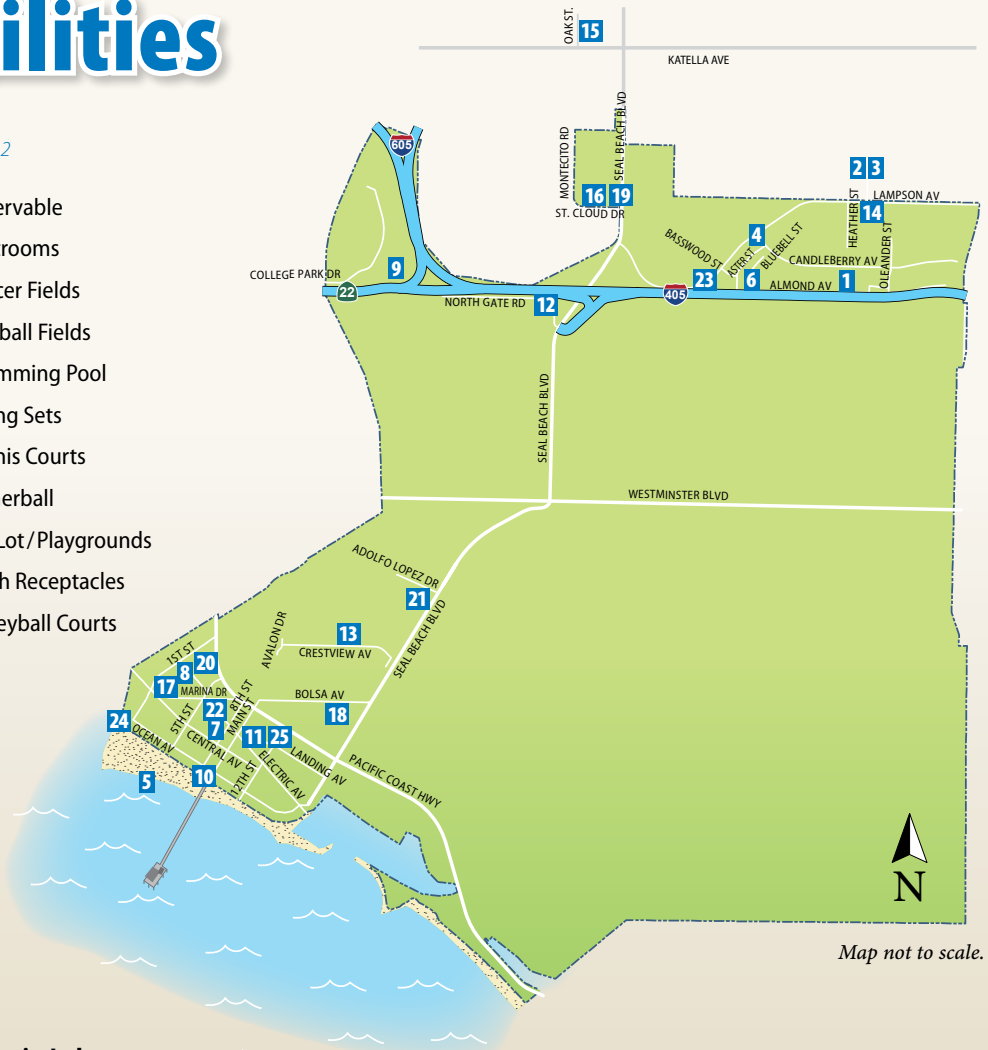 ilities
2
ervable
rooms
cer Fields
ball Fields
mming Pool
ng Sets
nis Courts
erball
Lot/Playgrounds
h Receptacles
eyball Courts
OAK ST.
15
KATELLA AVE
SEAL BEACH BLVD
MONTECITO RD
605
16 19
ST. CLOUD DR
2 3
LAMPSON AV
HEATHER ST
14
OLEANDER ST
4
BASSWOOD ST
ASTER ST
BLUEBELL ST
CANDLEBERRY AV
COLLEGE PARK DR
9
22
NORTH GATE RD
12
405
23
6
ALMOND AV
1
SEAL BEACH BLVD
WESTMINSTER BLVD
ADOLFO LOPEZ DR
21
SEAL BEACH BLVD
AVALON DR
13
CRESTVIEW AV
1ST ST
20
8
17
MARINA DR
8TH ST
MAIN ST
BOLSA AV
18
22
5TH ST
7
24
OCEAN AV
CENTRAL AV
11 25
ELECTRIC AV
LANDING AV
12TH ST
PACIFIC COAST HWY
5
10
N
Map not to scale.